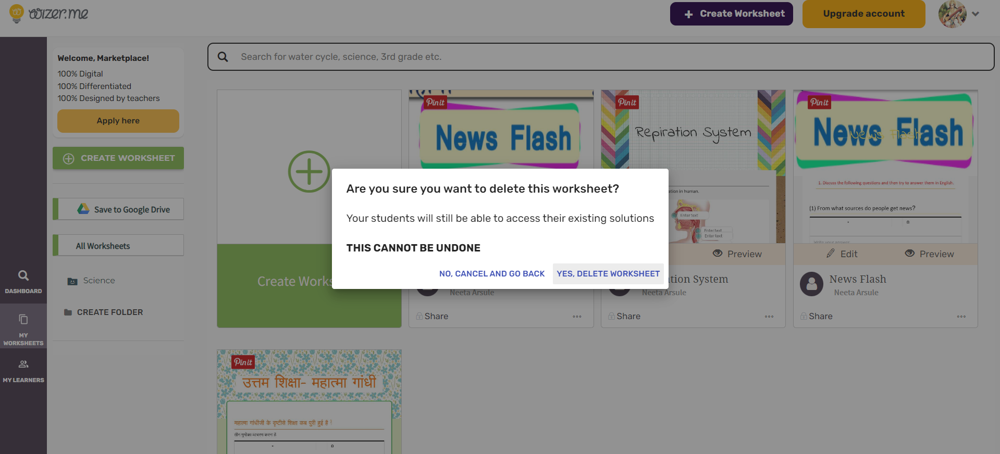 wizer.me
+ Create Worksheet
Upgrade account
Welcome, Marketplace!
100% Digital
100% Differentiated
100% Designed by teachers
Apply here
CREATE WORKSHEET
Save to Google Drive
All Worksheets
Science
CREATE FOLDER
DASHBOARD
MY
WORKSHEETS
MY LEARNERS
Search for water cycle, science, 3rd grade etc.
Pin it
News Flash
Pin it
Repiration System
Pin it
News Flash
News Flash
1. Discuss the following questions and then try to answer them in English.
(1) From what sources do people get news?
Write your answer
ation in human.
Enter text
Enter text
Enter text
Are you sure you want to delete this worksheet?
Your students will still be able to access their existing solutions
THIS CANNOT BE UNDONE
NO, CANCEL AND GO BACK
YES, DELETE WORKSHEET
Preview
Edit
Preview
Create Works
Neeta Arsule
Share
tion System
Neeta Arsule
Share
News Flash
Neeta Arsule
Share
Pin it
उत्तम शिक्षा- महात्मा गांधी
महात्मा गांधीजी के दृष्टीसे शिक्षा कब पुरी हुई है ?
तीन गुणोका आचरण करना है